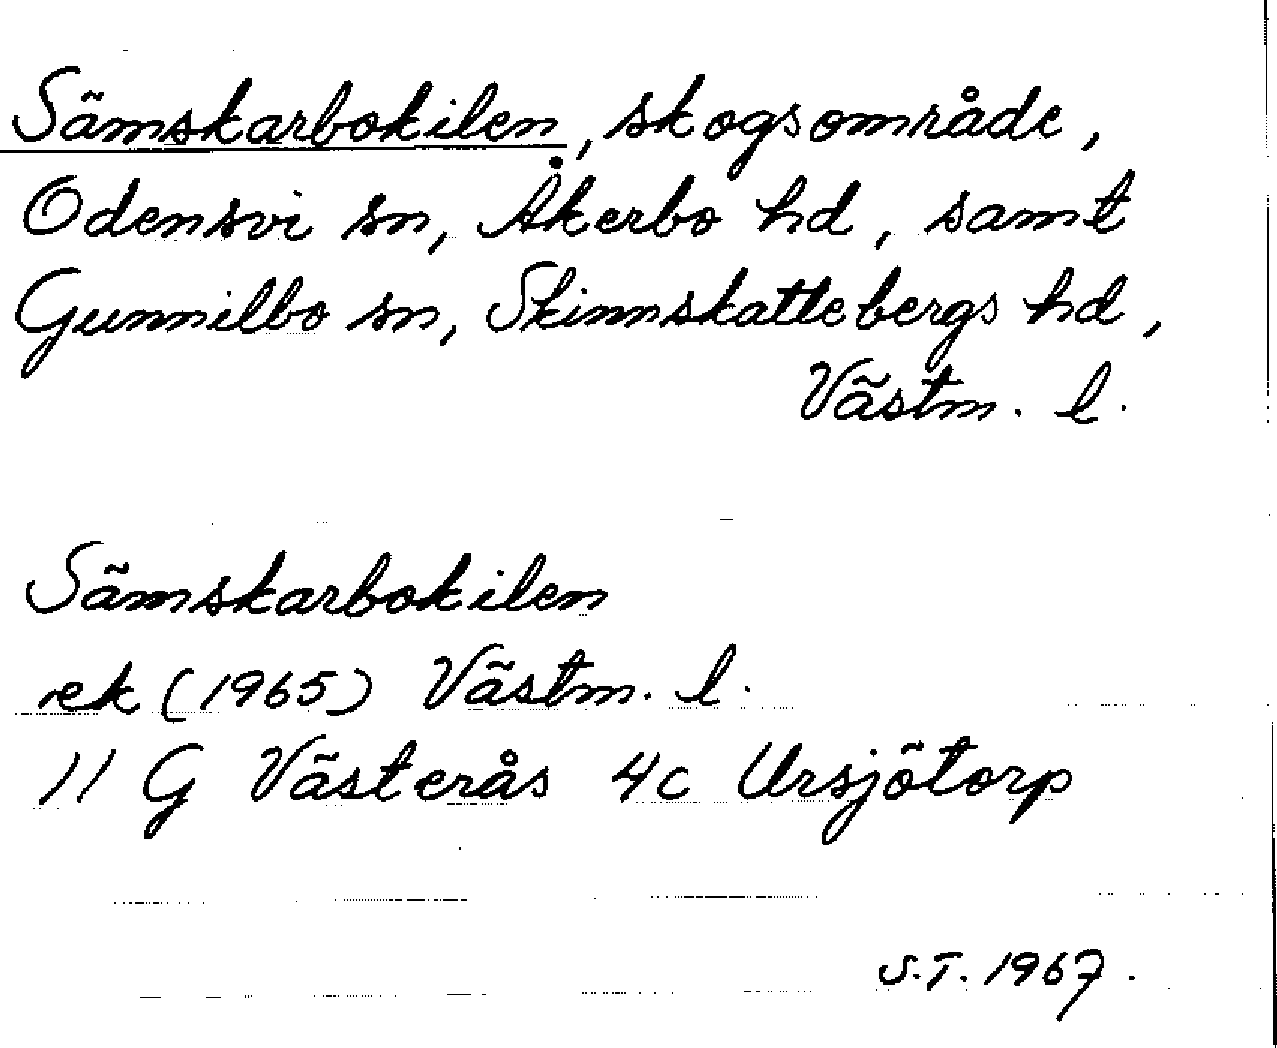 Sämskarbokilen, skogsområde,
Odensvi sn, Åkerbo hd, samt
Gunnilbo sn, Skinnskattebergs hd,
Västm. l.
Sämskarbokilen
ek (1965) Västm. l.
11 G Västerås 4c Ursjötorp
S.T. 1967.